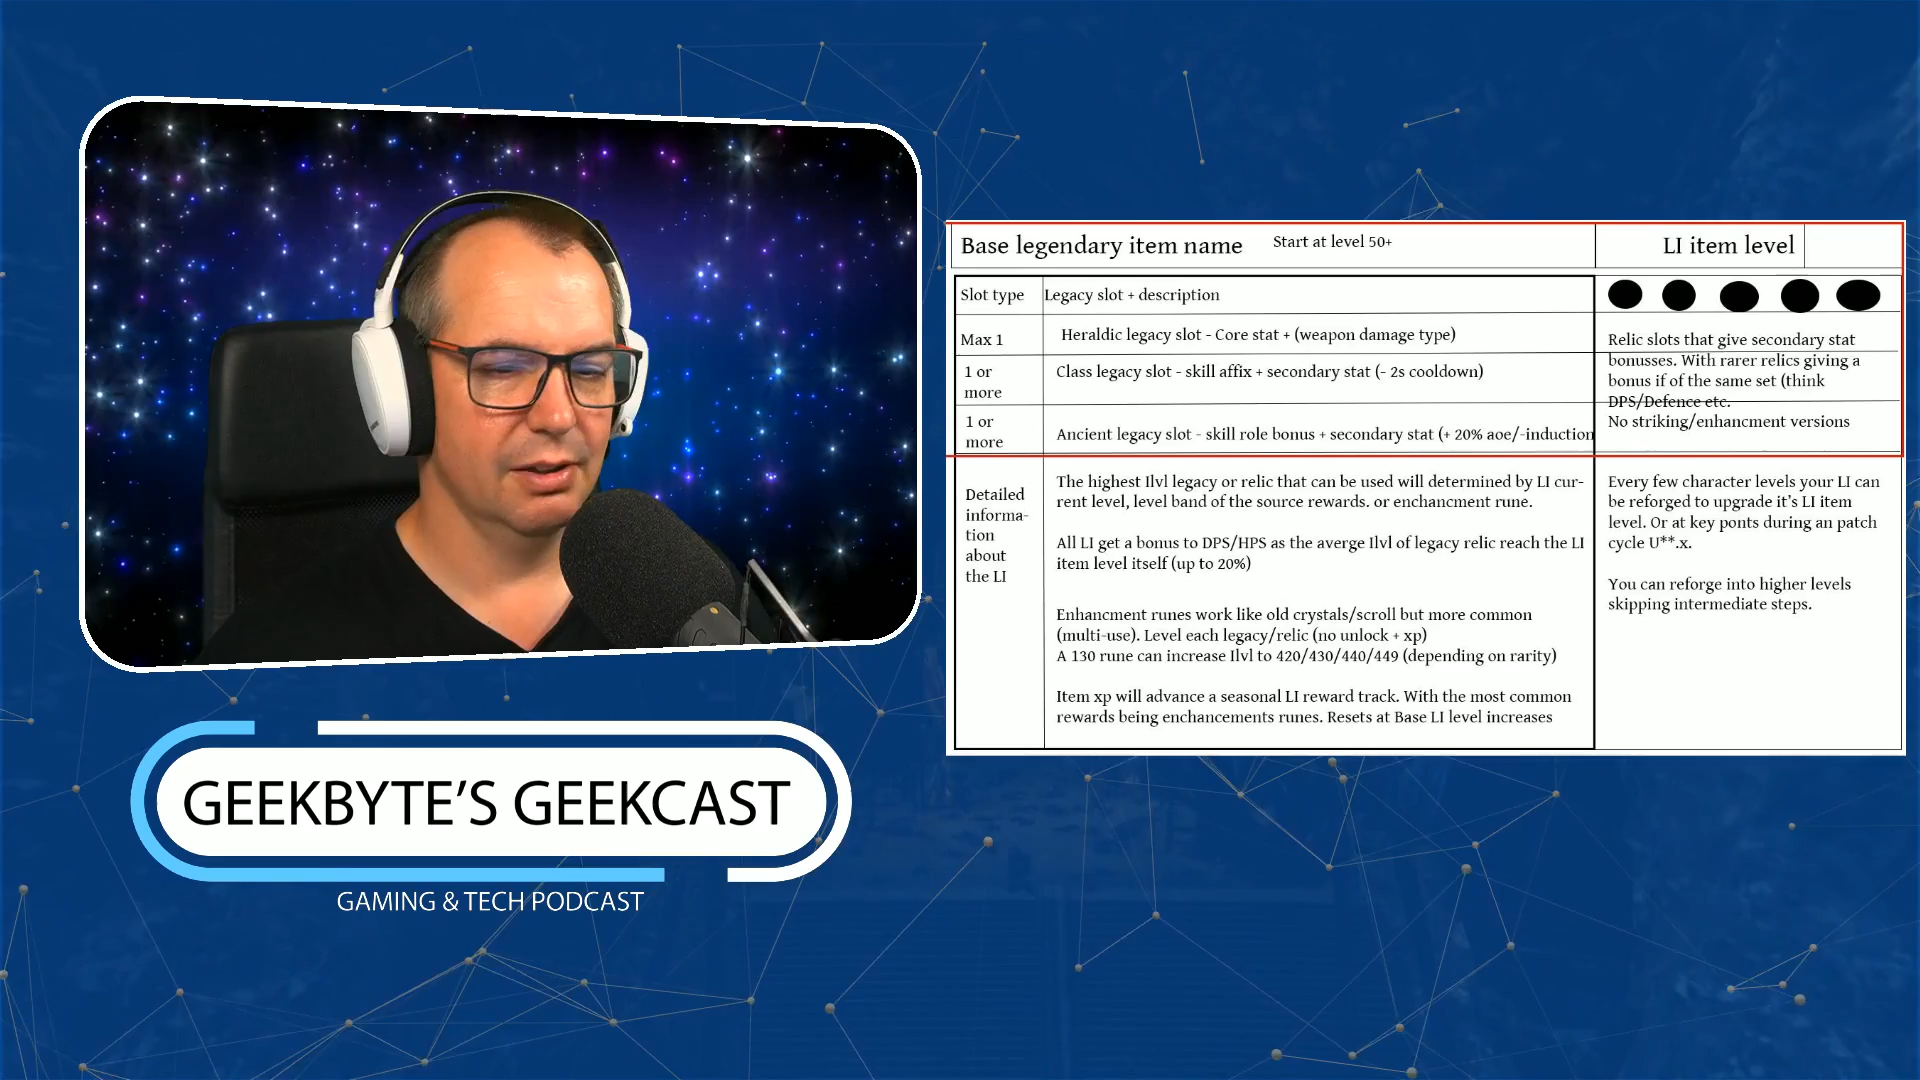 Base legendary item name
Start at level 50+
LI item level
Slot type
Legacy slot + description
Max 1
Heraldic legacy slot - Core stat + (weapon damage type)
1 or
more
Class legacy slot - skill affix + secondary stat (- 2s cooldown)
1 or
more
Ancient legacy slot - skill role bonus + secondary stat (+ 20% aoe/-induction
Relic slots that give secondary stat
bonuses. With rarer relics giving a
bonus if of the same set (think
DPS/Defence etc.
No striking/enhancment versions
Detailed
informa-
tion
about
the LI
The highest Ilvl legacy or relic that can be used will determined by LI cur-
rent level, level band of the source rewards. or enchancment rune.
All LI get a bonus to DPS/HPS as the averge Ilvl of legacy relic reach the LI
item level itself (up to 20%)
Enhancment runes work like old crystals/scroll but more common
(multi-use). Level each legacy/relic (no unlock + xp)
A 130 rune can increase Ilvl to 420/430/440/449 (depending on rarity)
Item xp will advance a seasonal LI reward track. With the most common
rewards being enchancements runes. Resets at Base LI level increases
Every few character levels your LI can
be reforged to upgrade it's LI item
level. Or at key ponts during an patch
cycle U**.x.
You can reforge into higher levels
skipping intermediate steps.
GEEKBYTE'S GEEKCAST
GAMING & TECH PODCAST